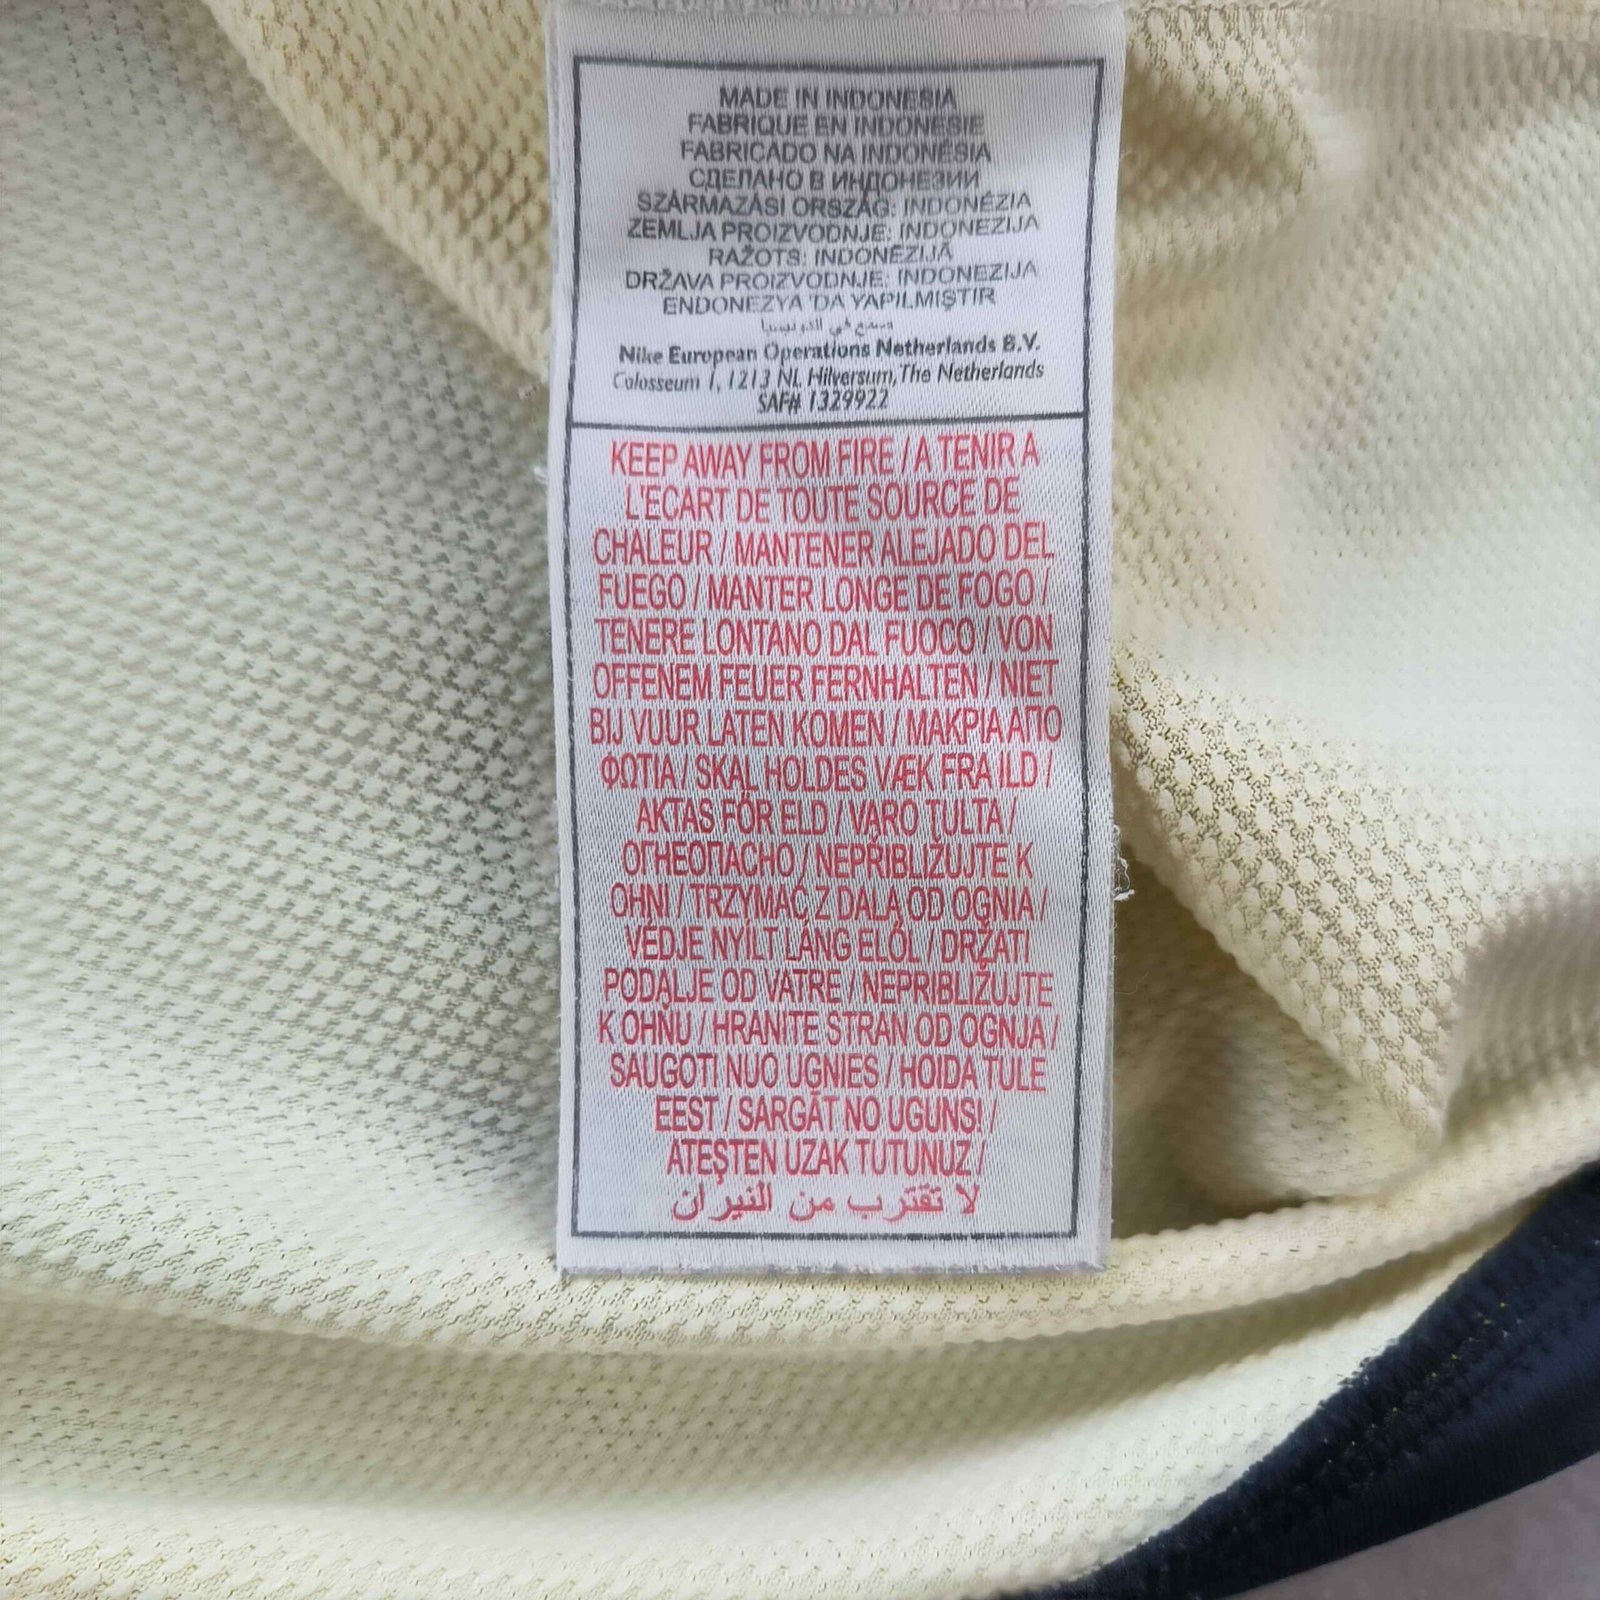 MADE IN INDONESIA
FABRIQUE EN INDONESIE
FABRICADO NA INDONÉSIA
СДЕЛАНО В ИНДОНЕЗИИ
SZÁRMAZÁSI ORSZÁG: INDONÉZIA
ZEMLJA PROIZVODNJE: INDONEZIJA
RAŽOTS: INDONĒZIJĀ
DRŽAVA PROIZVODNJE: INDONEZIJA
ENDONEZYA 'DA YAPILMIŞTIR
صنع في اندونيسيا
Nike European Operations Netherlands B.V.
Colosseum 1, 1213 NL Hilversum, The Netherlands
SAF# 1329922
KEEP AWAY FROM FIRE / A TENIR A
L'ECART DE TOUTE SOURCE DE
CHALEUR / MANTENER ALEJADO DEL
FUEGO / MANTER LONGE DE FOGO /
TENERE LONTANO DAL FUOCO / VON
OFFENEM FEUER FERNHALTEN / NIET
BIJ VUUR LATEN KOMEN / ΜΑΚΡΙΑ ΑΠΟ
ΦΩΤΙΑ / SKAL HOLDES VÆK FRA ILD /
AKTAS FÖR ELD / VARO TULTA /
ОГНЕОПАСНО / NEPŘIBLIŽUJTE K
OHNI / TRZYMAĆ Z DALA OD OGNIA /
VÉDJE NYÍLT LÁNG ELŐL / DRŽATI
PODALJE OD VATRE / NEPRIBLIŽUJTE
K OHŇU / HRANITE STRAN OD OGNJA /
SAUGOTI NUO UGNIES / HOIDA TULE
EEST / SARGĀT NO UGUNS! /
ATEŞTEN UZAK TUTUNUZ /
لا تقترب من النيران